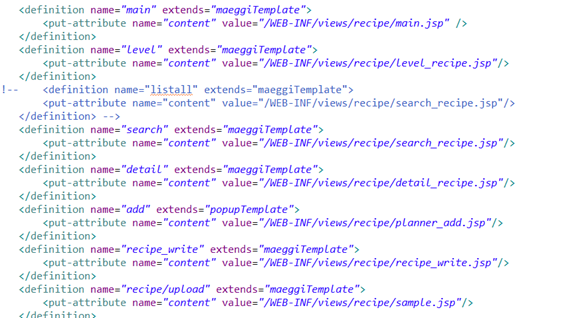 <definition name="main" extends="maeggiTemplate">
<put-attribute name="content" value="/WEB-INF/views/recipe/main.jsp" />
</definition>
<definition name="level" extends="maeggiTemplate">
<put-attribute name="content" value="/WEB-INF/views/recipe/level_recipe.jsp"/>
</definition>
!-- <definition name="listall" extends="maeggiTemplate">
<put-attribute name="content" value="/WEB-INF/views/recipe/search_recipe.jsp"/>
</definition> -->
<definition name="search" extends="maeggiTemplate">
<put-attribute name="content" value="/WEB-INF/views/recipe/search_recipe.jsp"/>
</definition>
<definition name="detail" extends="maeggiTemplate">
<put-attribute name="content" value="/WEB-INF/views/recipe/detail_recipe.jsp"/>
</definition>
<definition name="add" extends="popupTemplate">
<put-attribute name="content" value="/WEB-INF/views/recipe/planner_add.jsp"/>
</definition>
<definition name="recipe_write" extends="maeggiTemplate">
<put-attribute name="content" value="/WEB-INF/views/recipe/recipe_write.jsp"/>
</definition>
<definition name="recipe/upload" extends="maeggiTemplate">
<put-attribute name="content" value="/WEB-INF/views/recipe/sample.jsp"/>
</definition>